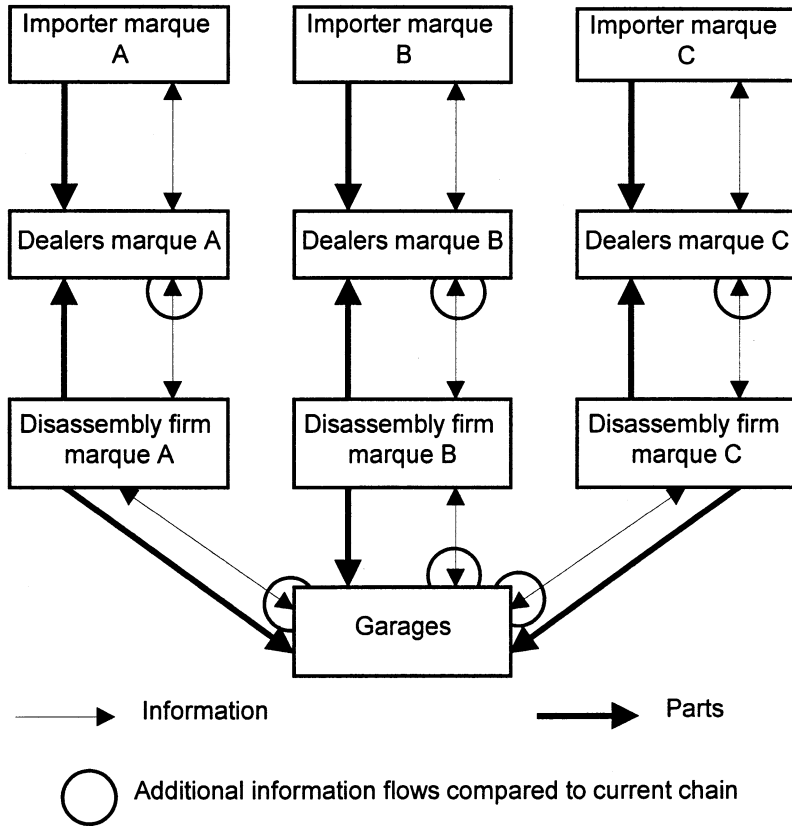 Importer marque
A
Importer marque
B
Importer marque
C
Dealers marque A
Dealers marque B
Dealers marque C
Disassembly firm
marque A
Disassembly firm
marque B
Disassembly firm
marque C
Garages
Information
Parts
Additional information flows compared to current chain